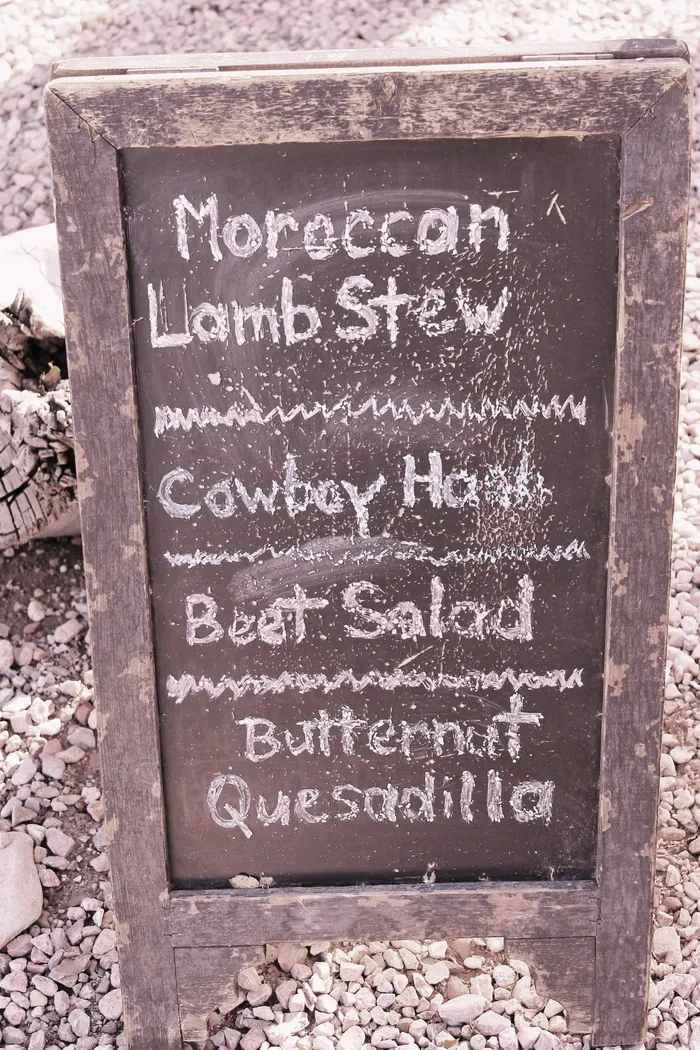 Moroccan
Lamb Stew
Cowboy Hash
Beet Salad
Butternut
Quesadilla